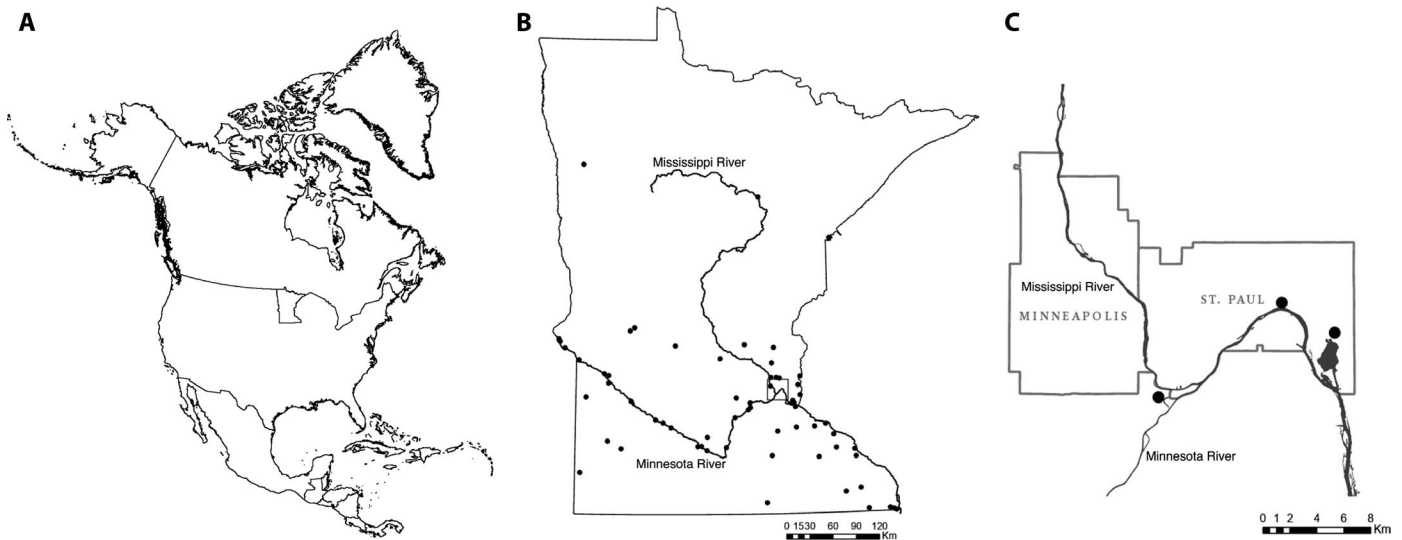 A
B
C
Mississippi River
Minnesota River
0 1530 60 90 120
Km
Mississippi River
MINNEAPOLIS
ST. PAUL
Minnesota River
0 1 2 4 6 8
Km